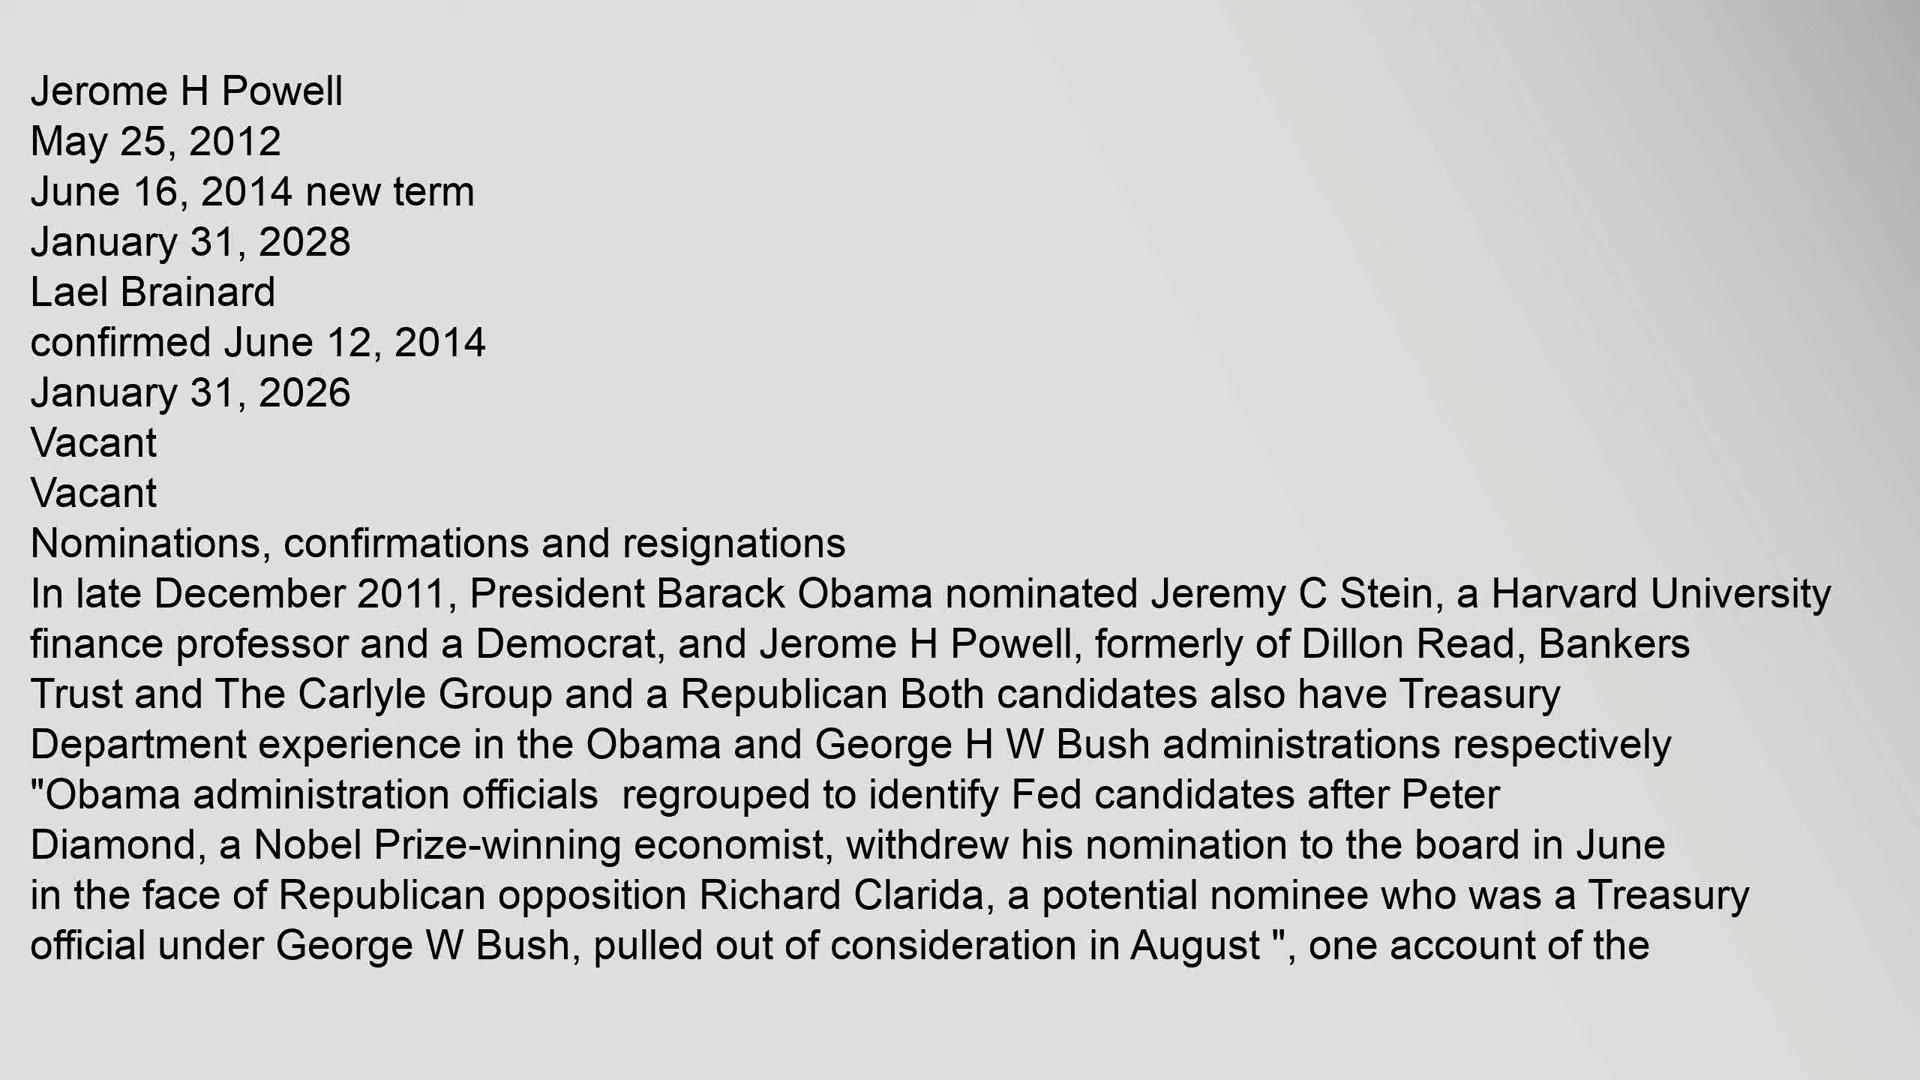 Jerome H Powell
May 25, 2012
June 16, 2014 new term
January 31, 2028
Lael Brainard
confirmed June 12, 2014
January 31, 2026
Vacant
Vacant
Nominations, confirmations and resignations
In late December 2011, President Barack Obama nominated Jeremy C Stein, a Harvard University
finance professor and a Democrat, and Jerome H Powell, formerly of Dillon Read, Bankers
Trust and The Carlyle Group and a Republican Both candidates also have Treasury
Department experience in the Obama and George H W Bush administrations respectively
"Obama administration officials  regrouped to identify Fed candidates after Peter
Diamond, a Nobel Prize-winning economist, withdrew his nomination to the board in June
in the face of Republican opposition Richard Clarida, a potential nominee who was a Treasury
official under George W Bush, pulled out of consideration in August ", one account of the